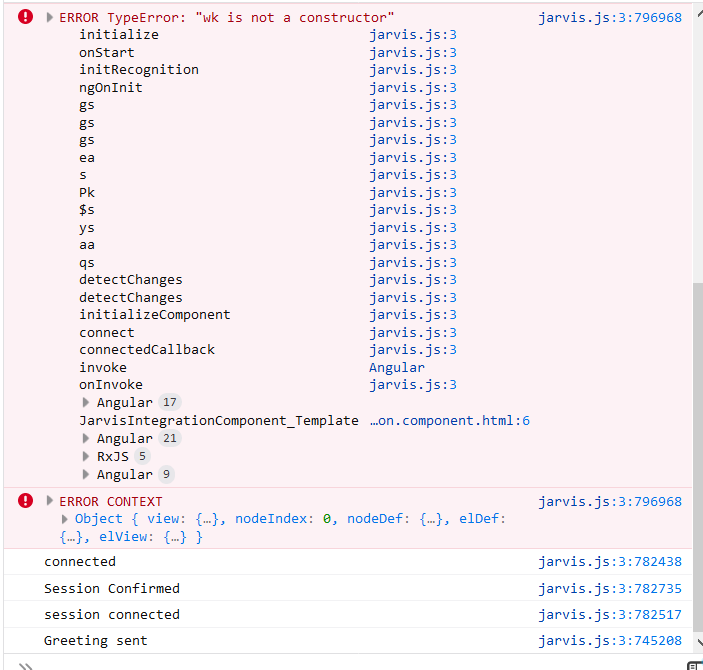 ERROR TypeError: "wk is not a constructor" jarvis.js:3:796968
initialize jarvis.js:3
onStart jarvis.js:3
initRecognition jarvis.js:3
ngOnInit jarvis.js:3
gs jarvis.js:3
gs jarvis.js:3
gs jarvis.js:3
ea jarvis.js:3
s jarvis.js:3
Pk jarvis.js:3
$s jarvis.js:3
ys jarvis.js:3
aa jarvis.js:3
qs jarvis.js:3
detectChanges jarvis.js:3
detectChanges jarvis.js:3
initializeComponent jarvis.js:3
connect jarvis.js:3
connectedCallback jarvis.js:3
invoke Angular
onInvoke jarvis.js:3
Angular 17
JarvisIntegrationComponent_Template …on.component.html:6
Angular 21
RxJS 5
Angular 9
ERROR CONTEXT jarvis.js:3:796968
Object { view: {…}, nodeIndex: 0, nodeDef: {…}, elDef:
{…}, elView: {…} }
connected jarvis.js:3:782438
Session Confirmed jarvis.js:3:782735
session connected jarvis.js:3:782517
Greeting sent jarvis.js:3:745208